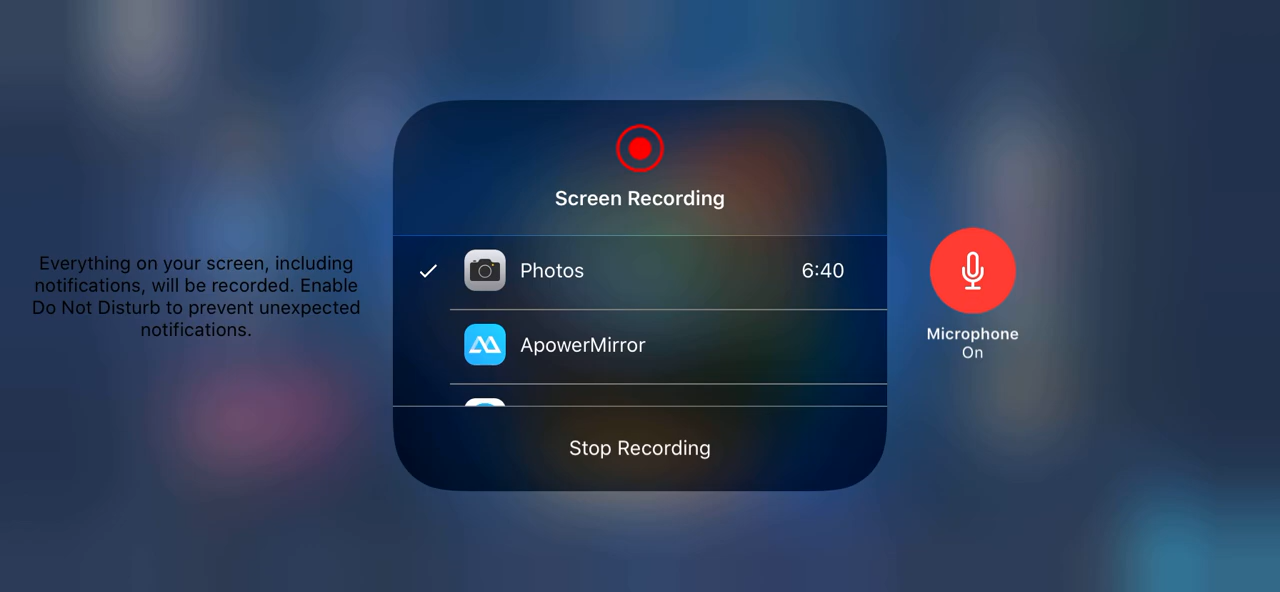 Screen Recording
Everything on your screen, including
notifications, will be recorded. Enable
Do Not Disturb to prevent unexpected
notifications.
Photos 6:40
ApowerMirror
Stop Recording
Microphone
On